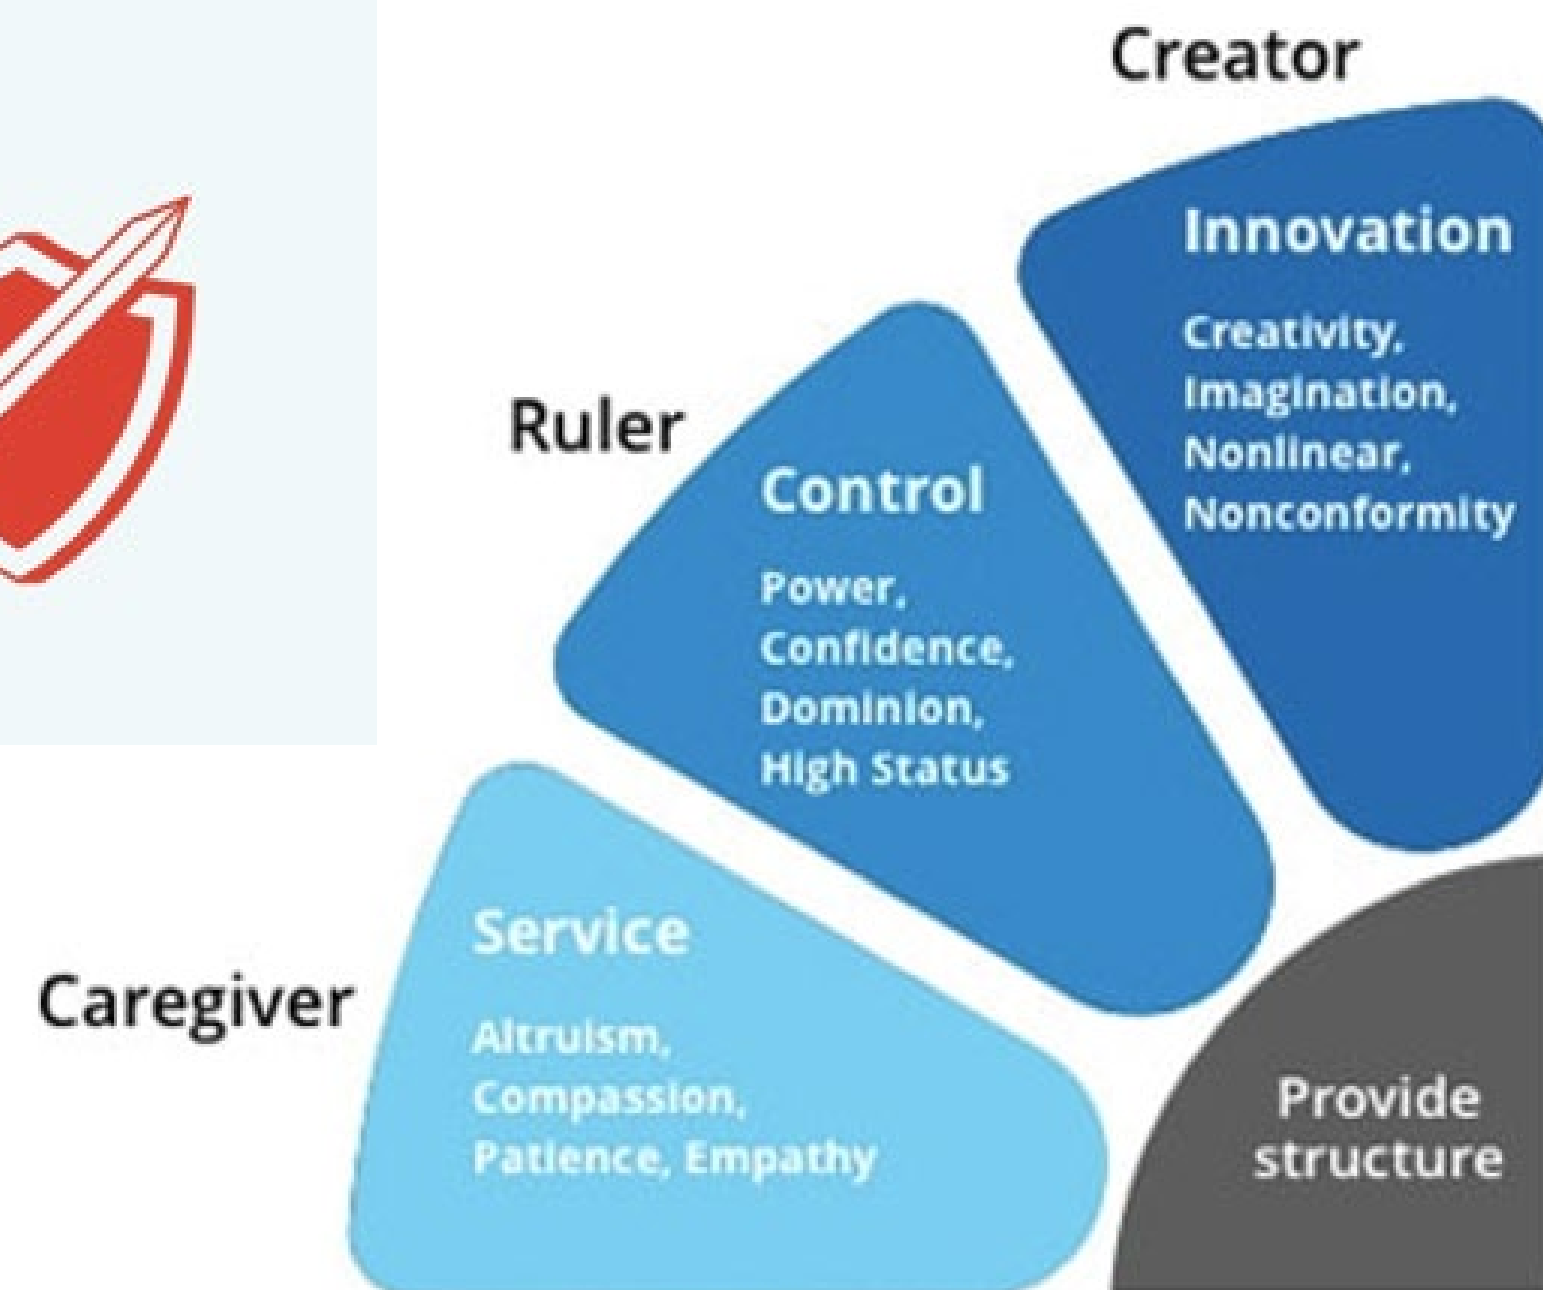 Creator
Innovation
Creativity,
Imagination,
Nonlinear,
Nonconformity
Ruler
Control
Power,
Confidence,
Dominion,
High Status
Caregiver
Service
Altruism,
Compassion,
Patience, Empathy
Provide
structure